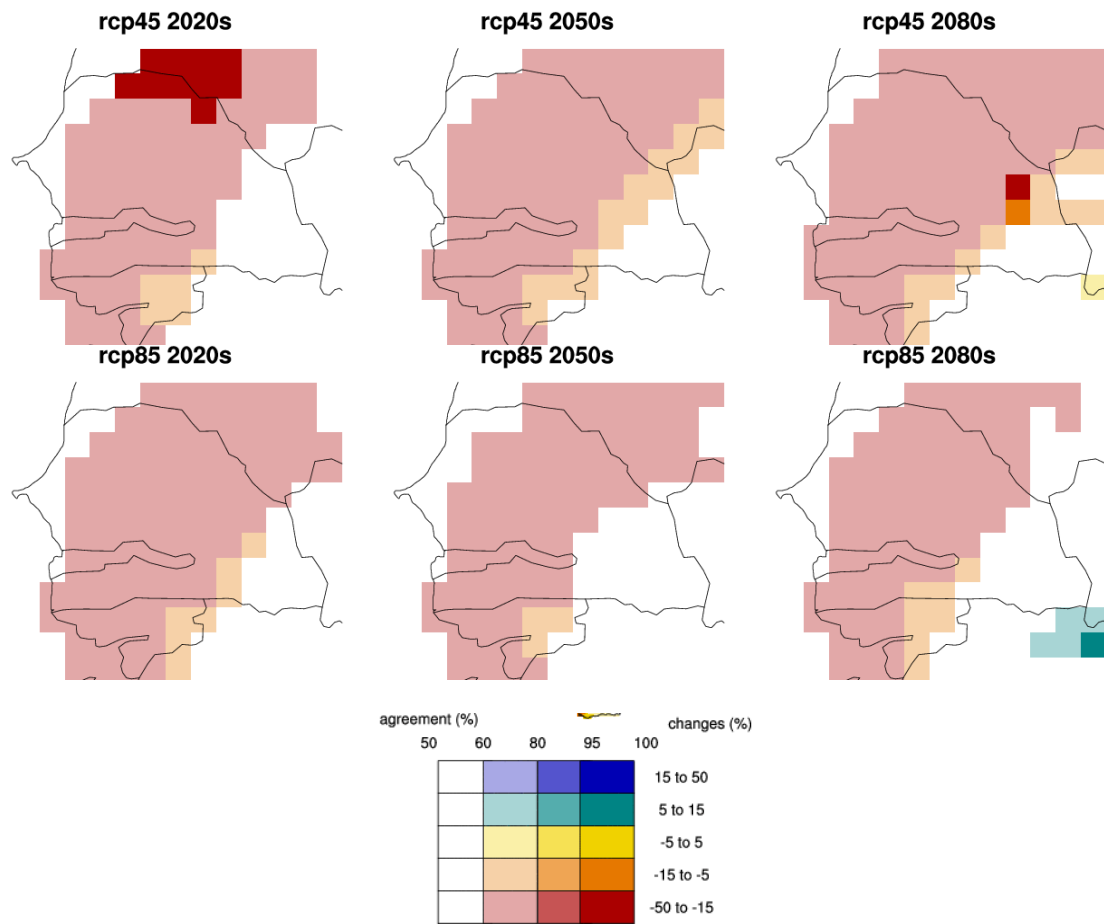 rcp45 2020s
rcp45 2050s
rcp45 2080s
rcp85 2020s
rcp85 2050s
rcp85 2080s
agreement (%)
changes (%)
50 60 80 95 100
15 to 50
5 to 15
-5 to 5
-15 to -5
-50 to -15